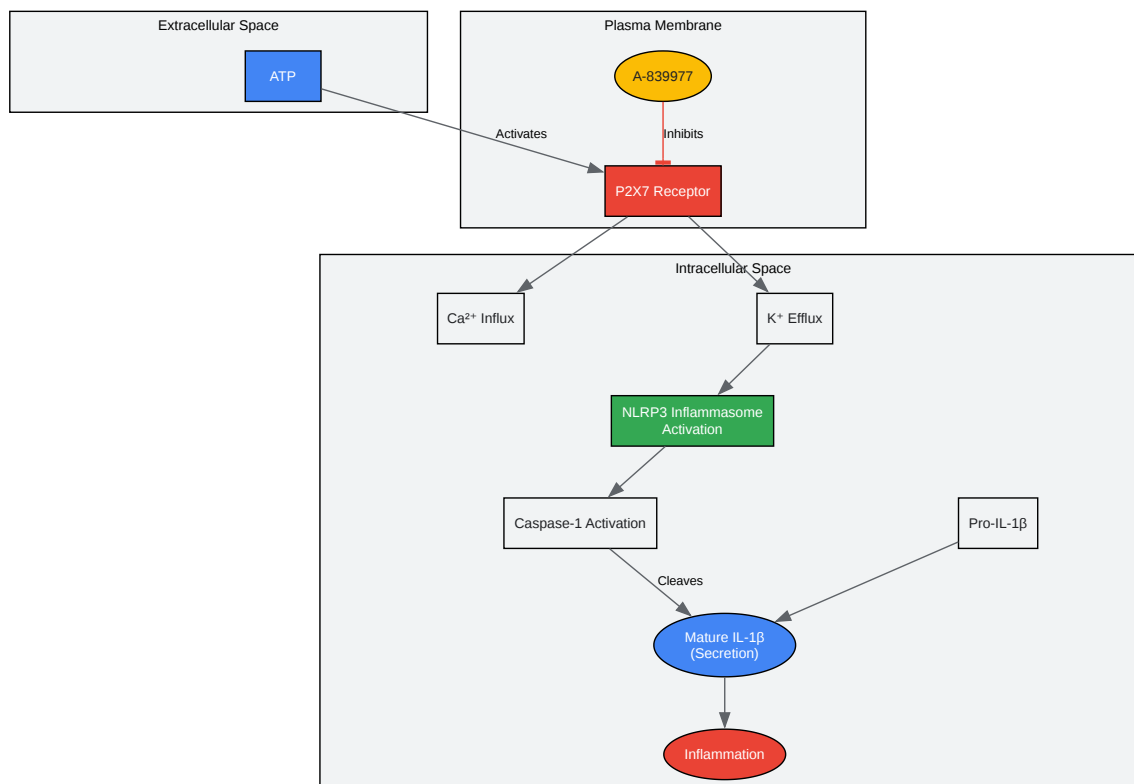 Extracellular Space
Plasma Membrane
ATP
A-839977
Activates
Inhibits
P2X7 Receptor
Intracellular Space
Ca²⁺ Influx
K⁺ Efflux
NLRP3 Inflammasome
Activation
Caspase-1 Activation
Pro-IL-1β
Cleaves
Mature IL-1β
(Secretion)
Inflammation